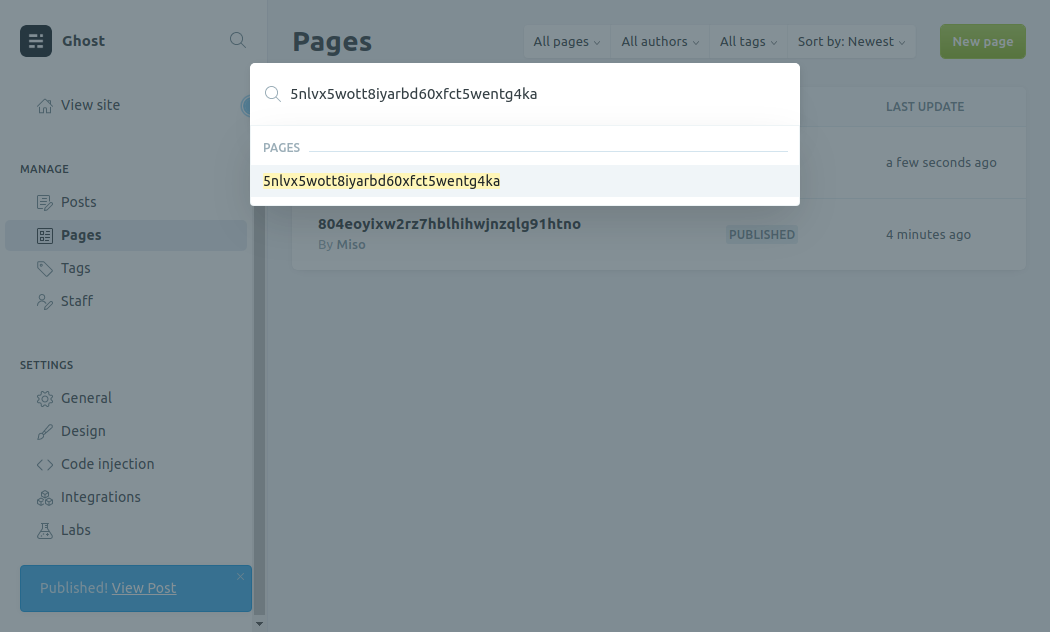 Ghost
Pages
All pages
All authors
All tags
Sort by: Newest
New page
5nlvx5wott8iyarbd60xfct5wentg4ka
View site
LAST UPDATE
PAGES
MANAGE
a few seconds ago
5nlvx5wott8iyarbd60xfct5wentg4ka
Posts
804eoyixw2rz7hblhihwjnzqlg91htno
Pages
PUBLISHED
4 minutes ago
By Miso
Tags
Staff
SETTINGS
General
Design
Code injection
Integrations
Labs
Published! View Post